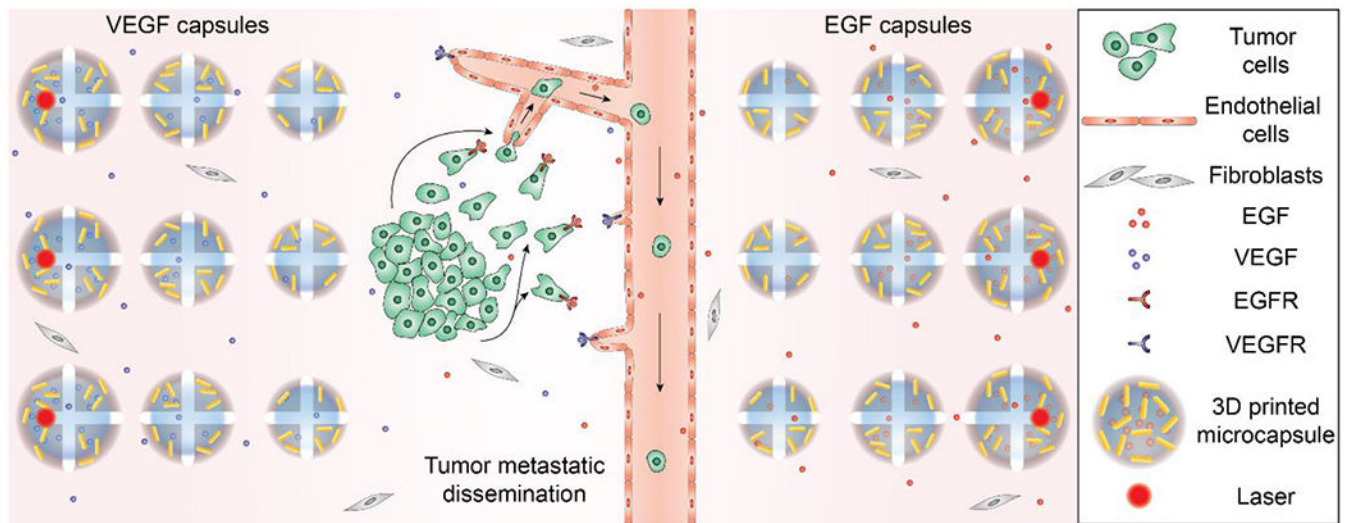 VEGF capsules
EGF capsules
Tumor metastatic
dissemination
Tumor
cells
Endothelial
cells
Fibroblasts
EGF
VEGF
EGFR
VEGFR
3D printed
microcapsule
Laser